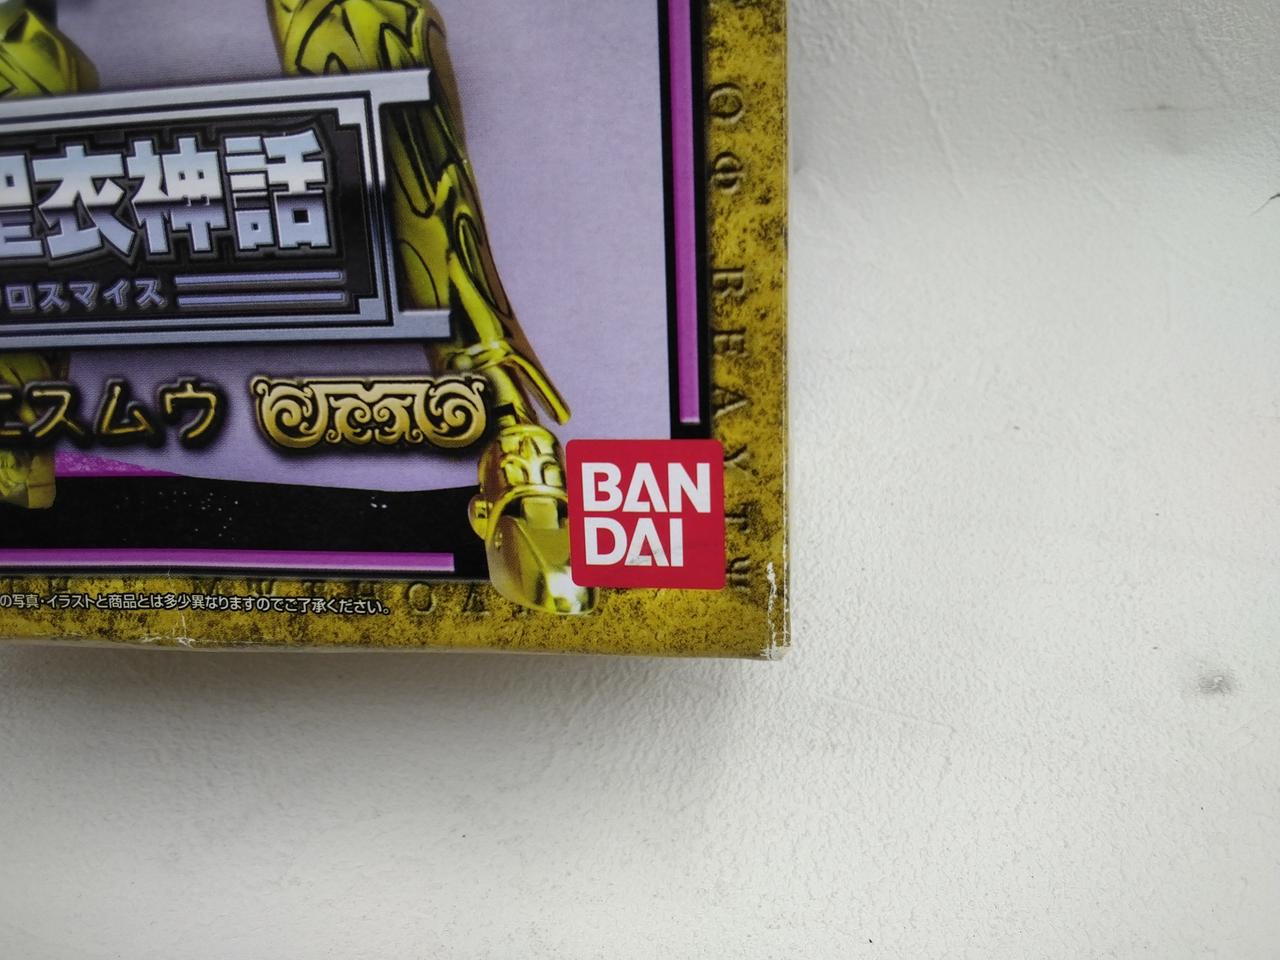 聖衣神話
クロスマイス
エスムウ
BAN
DAI
の写真・イラストと商品とは多少異なりますのでご了承ください。